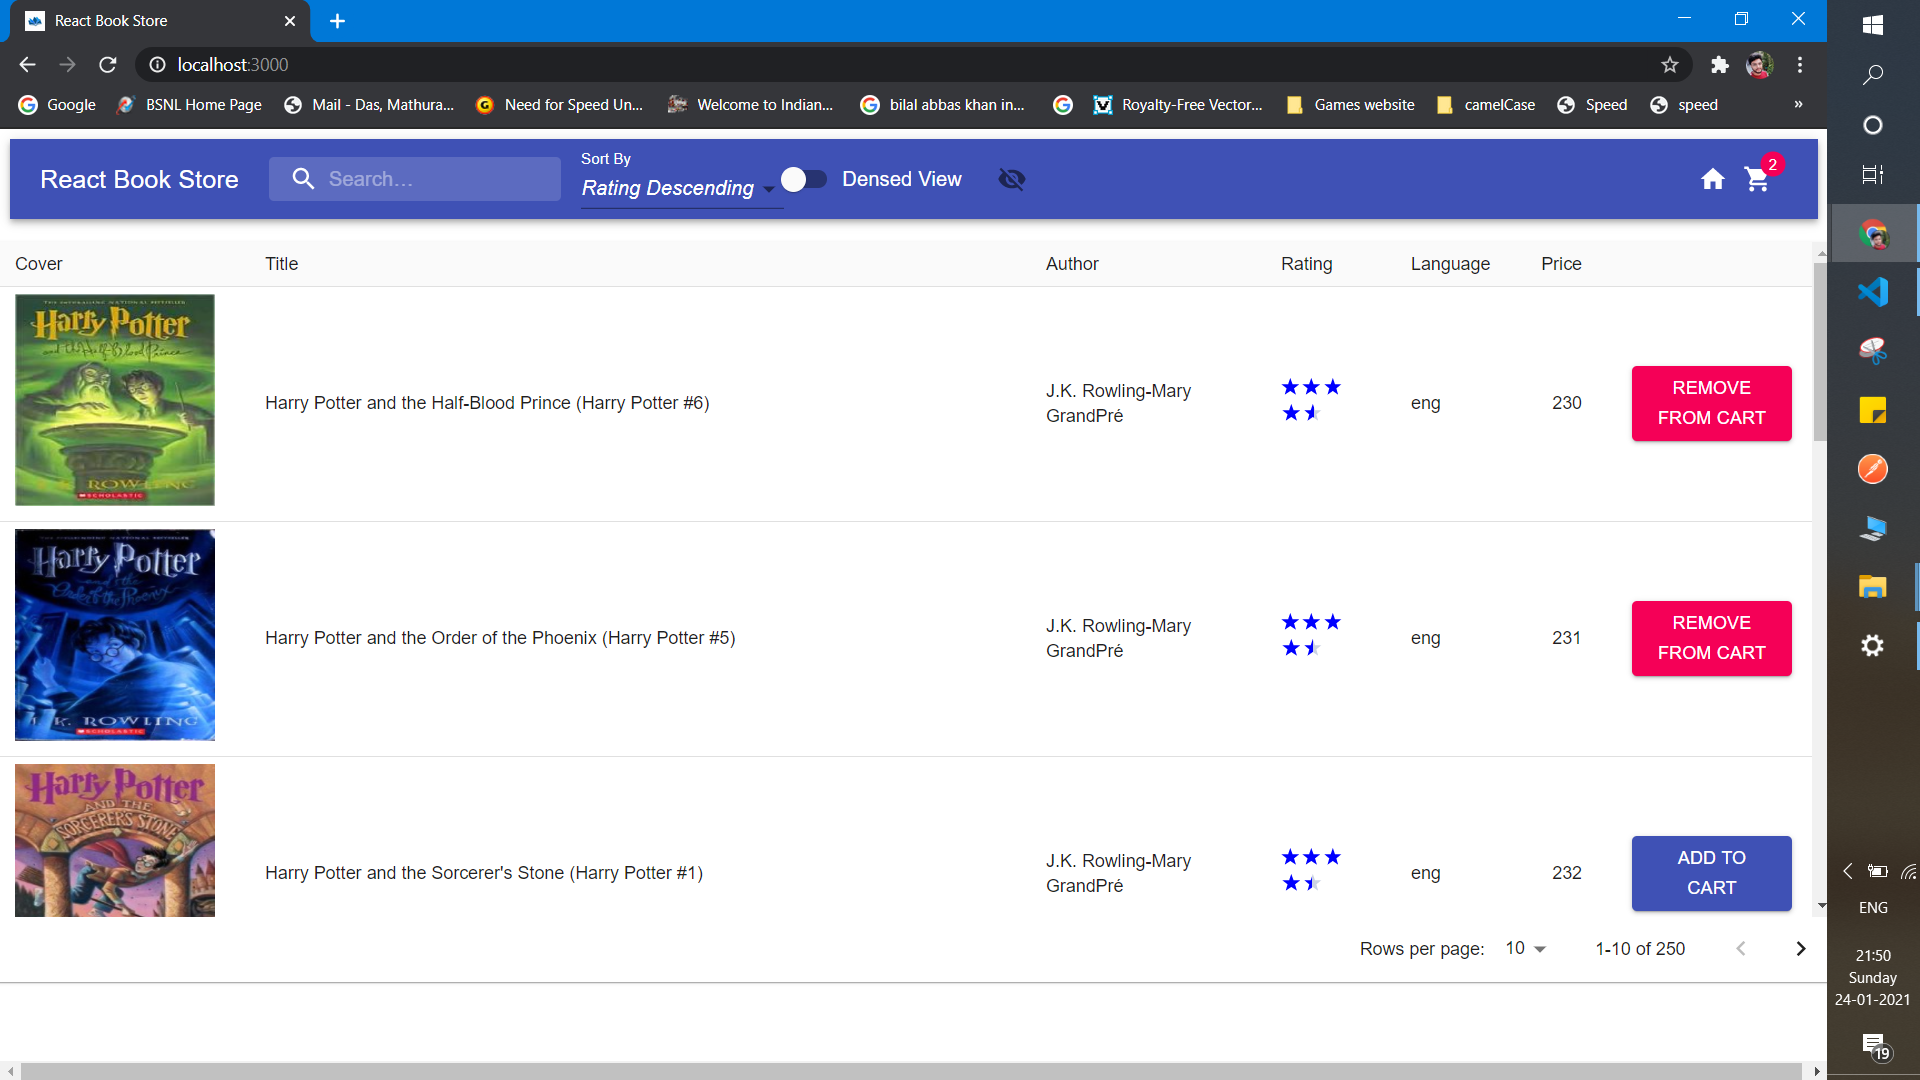 React Book Store
localhost:3000
Google
BSNL Home Page
Mail - Das, Mathura...
Need for Speed Un...
Welcome to Indian...
bilal abbas khan in...
Royalty-Free Vector...
Games website
camelCase
Speed
speed
»
React Book Store
Search...
Sort By
Rating Descending
Densed View
2
Cover
Title
Author
Rating
Language
Price
Harry Potter
and the Half-Blood Prince
ROWLING
SCHOLASTIC
Harry Potter and the Half-Blood Prince (Harry Potter #6)
J.K. Rowling-Mary
GrandPré
eng
230
REMOVE
FROM CART
Harry Potter
and the
Order of the Phoenix
J. K. ROWLING
SCHOLASTIC
Harry Potter and the Order of the Phoenix (Harry Potter #5)
J.K. Rowling-Mary
GrandPré
eng
231
REMOVE
FROM CART
Harry Potter
AND THE
SORCERER'S STONE
Harry Potter and the Sorcerer's Stone (Harry Potter #1)
J.K. Rowling-Mary
GrandPré
eng
232
ADD TO
CART
Rows per page:
10
1-10 of 250
ENG
21:50
Sunday
24-01-2021
19